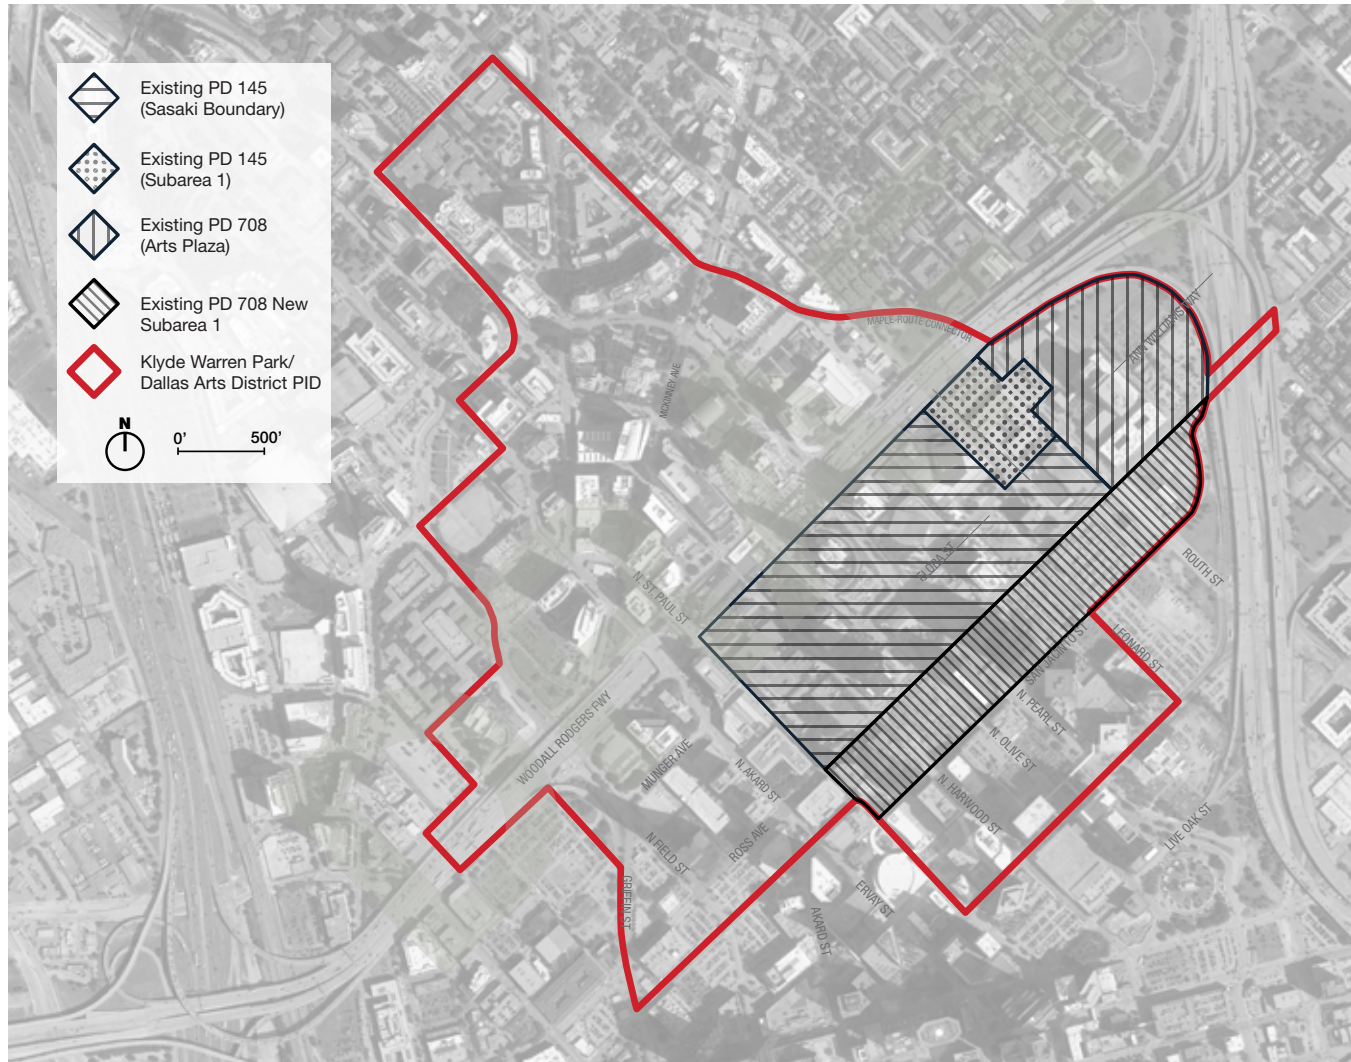 Existing PD 145
(Sasaki Boundary)
Existing PD 145
(Subarea 1)
Existing PD 708
(Arts Plaza)
Existing PD 708 New
Subarea 1
Klyde Warren Park/
Dallas Arts District PID
N
0'
500'
MAPLE-ROUTE CONNECTOR
ANN WILLIAMS WAY
MCKINNEY AVE
FLORA ST
ROUTH ST
N. ST. PAUL ST
LEONARD ST
SAN JACINTO ST
N. PEARL ST
WOODALL RODGERS FWY
N. OLIVE ST
MUNGER AVE
N. AKARD ST
N. HARWOOD ST
LIVE OAK ST
ROSS AVE
N FIELD ST
GRIFFIN ST
ERVAY ST
AKARD ST